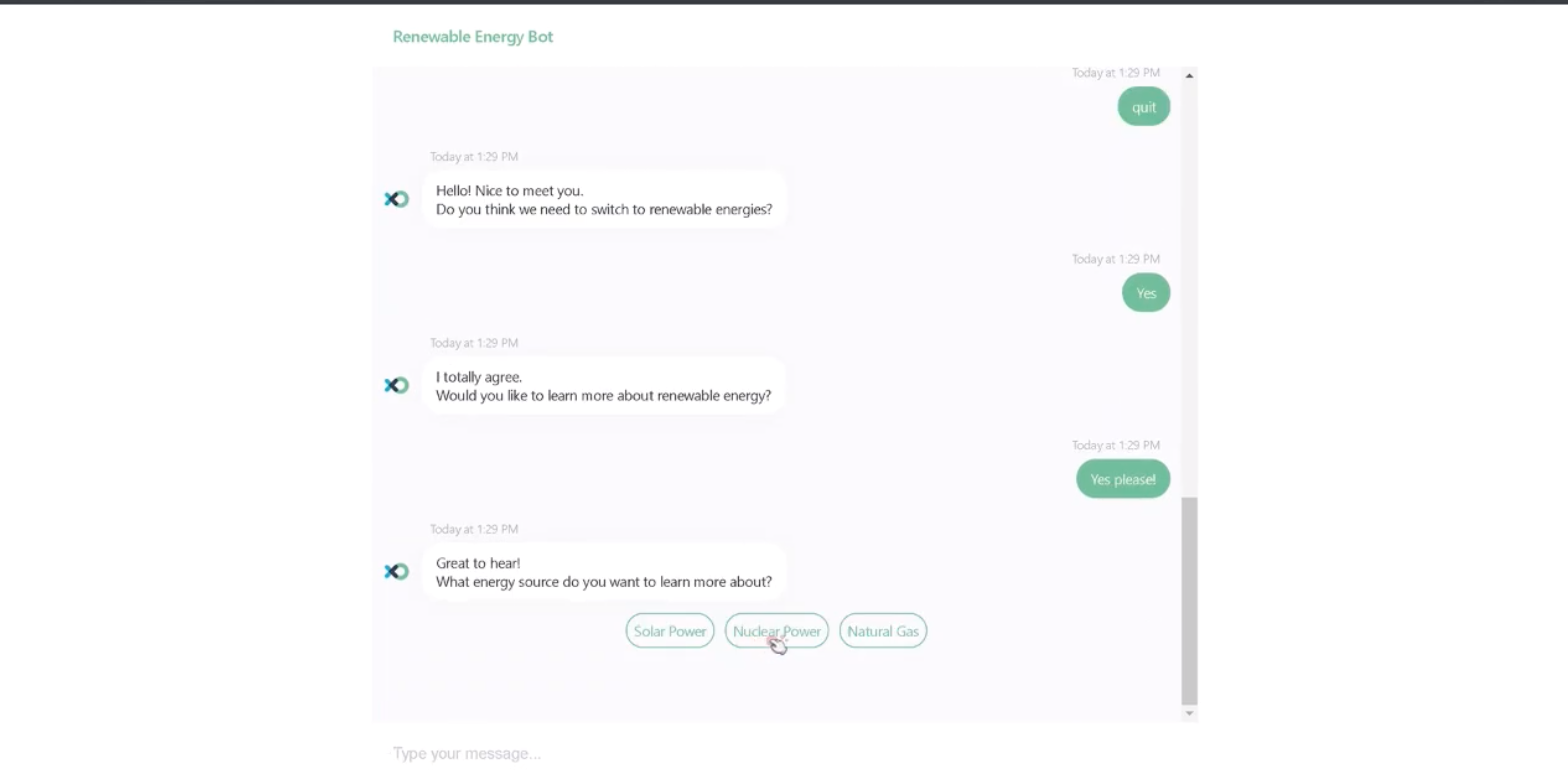 Renewable Energy Bot
Today at 1:29 PM
quit
Today at 1:29 PM
Hello! Nice to meet you.
Do you think we need to switch to renewable energies?
Today at 1:29 PM
Yes
Today at 1:29 PM
I totally agree.
Would you like to learn more about renewable energy?
Today at 1:29 PM
Yes please!
Today at 1:29 PM
Great to hear!
What energy source do you want to learn more about?
Solar Power Nuclear Power Natural Gas
Type your message...